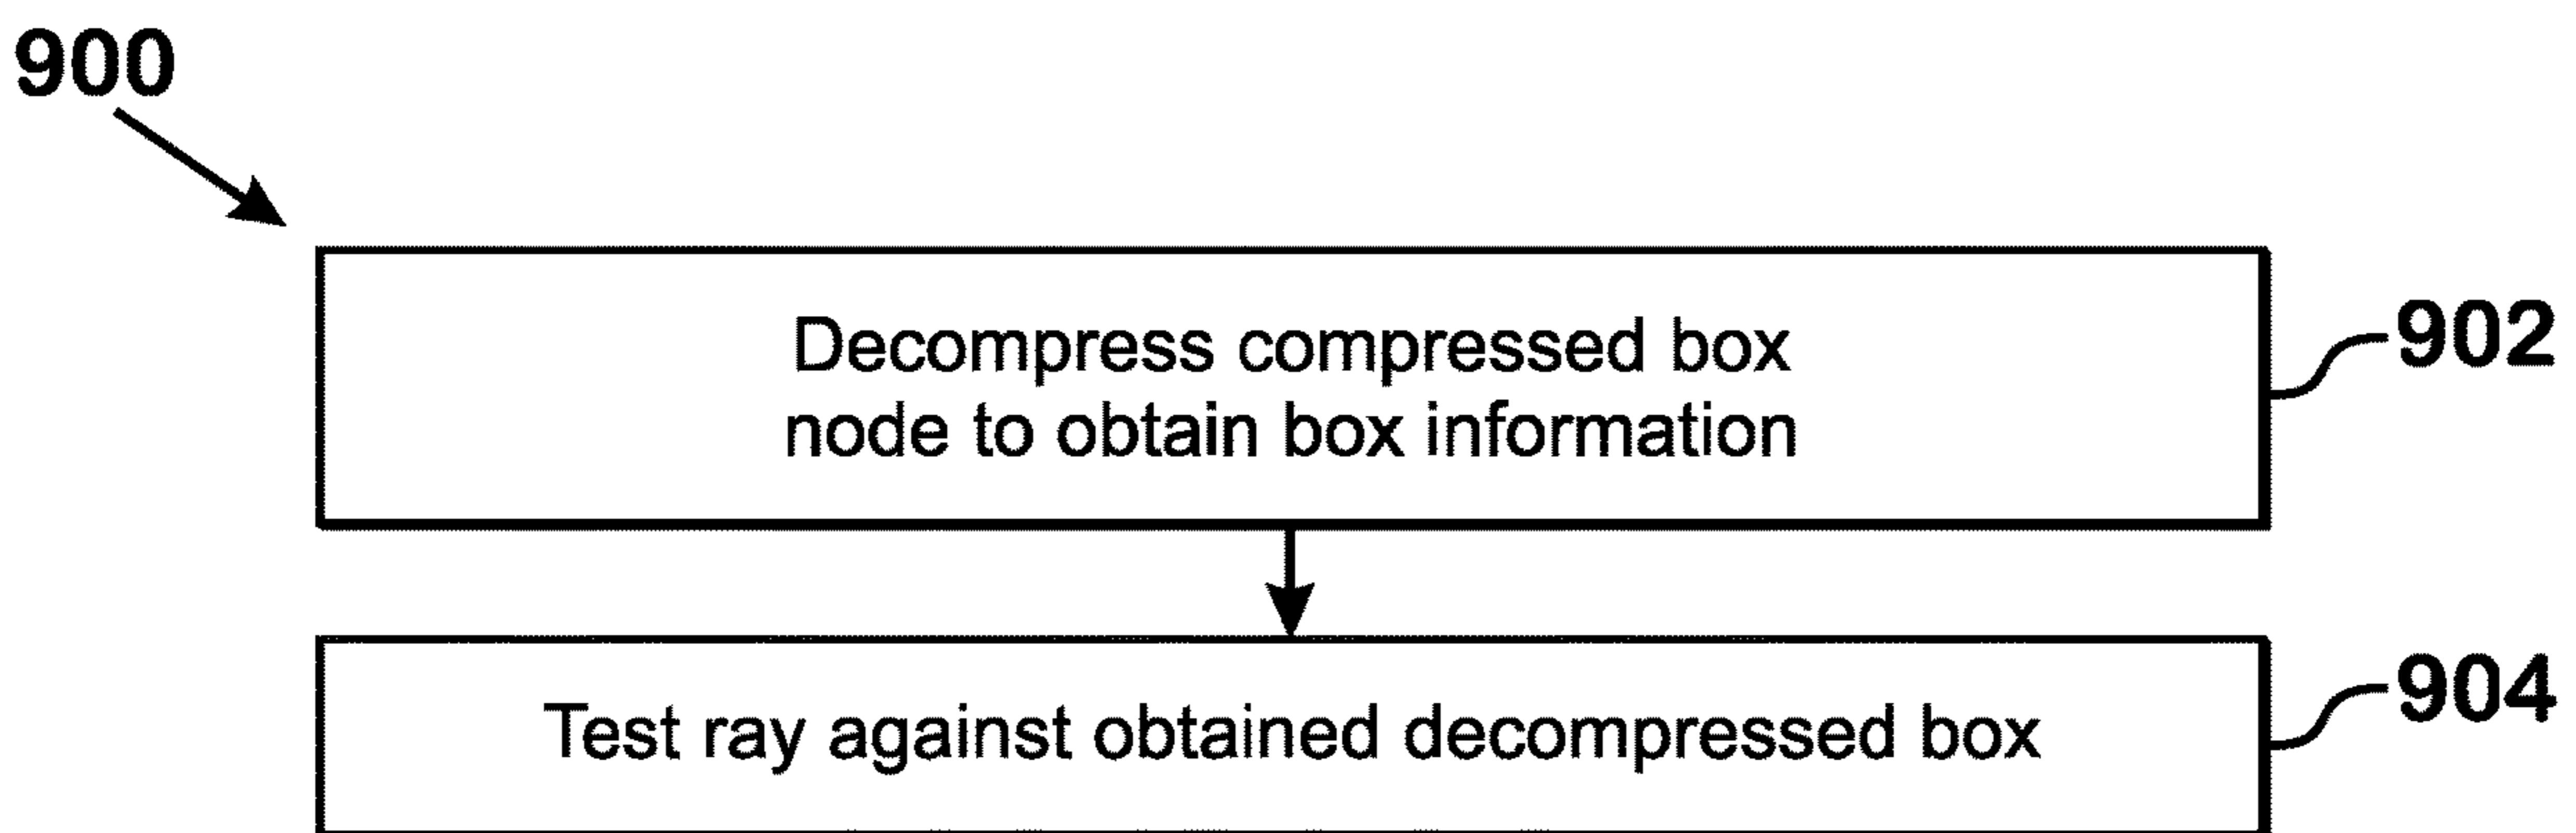 900
Decompress compressed box
node to obtain box information
902
Test ray against obtained decompressed box
904